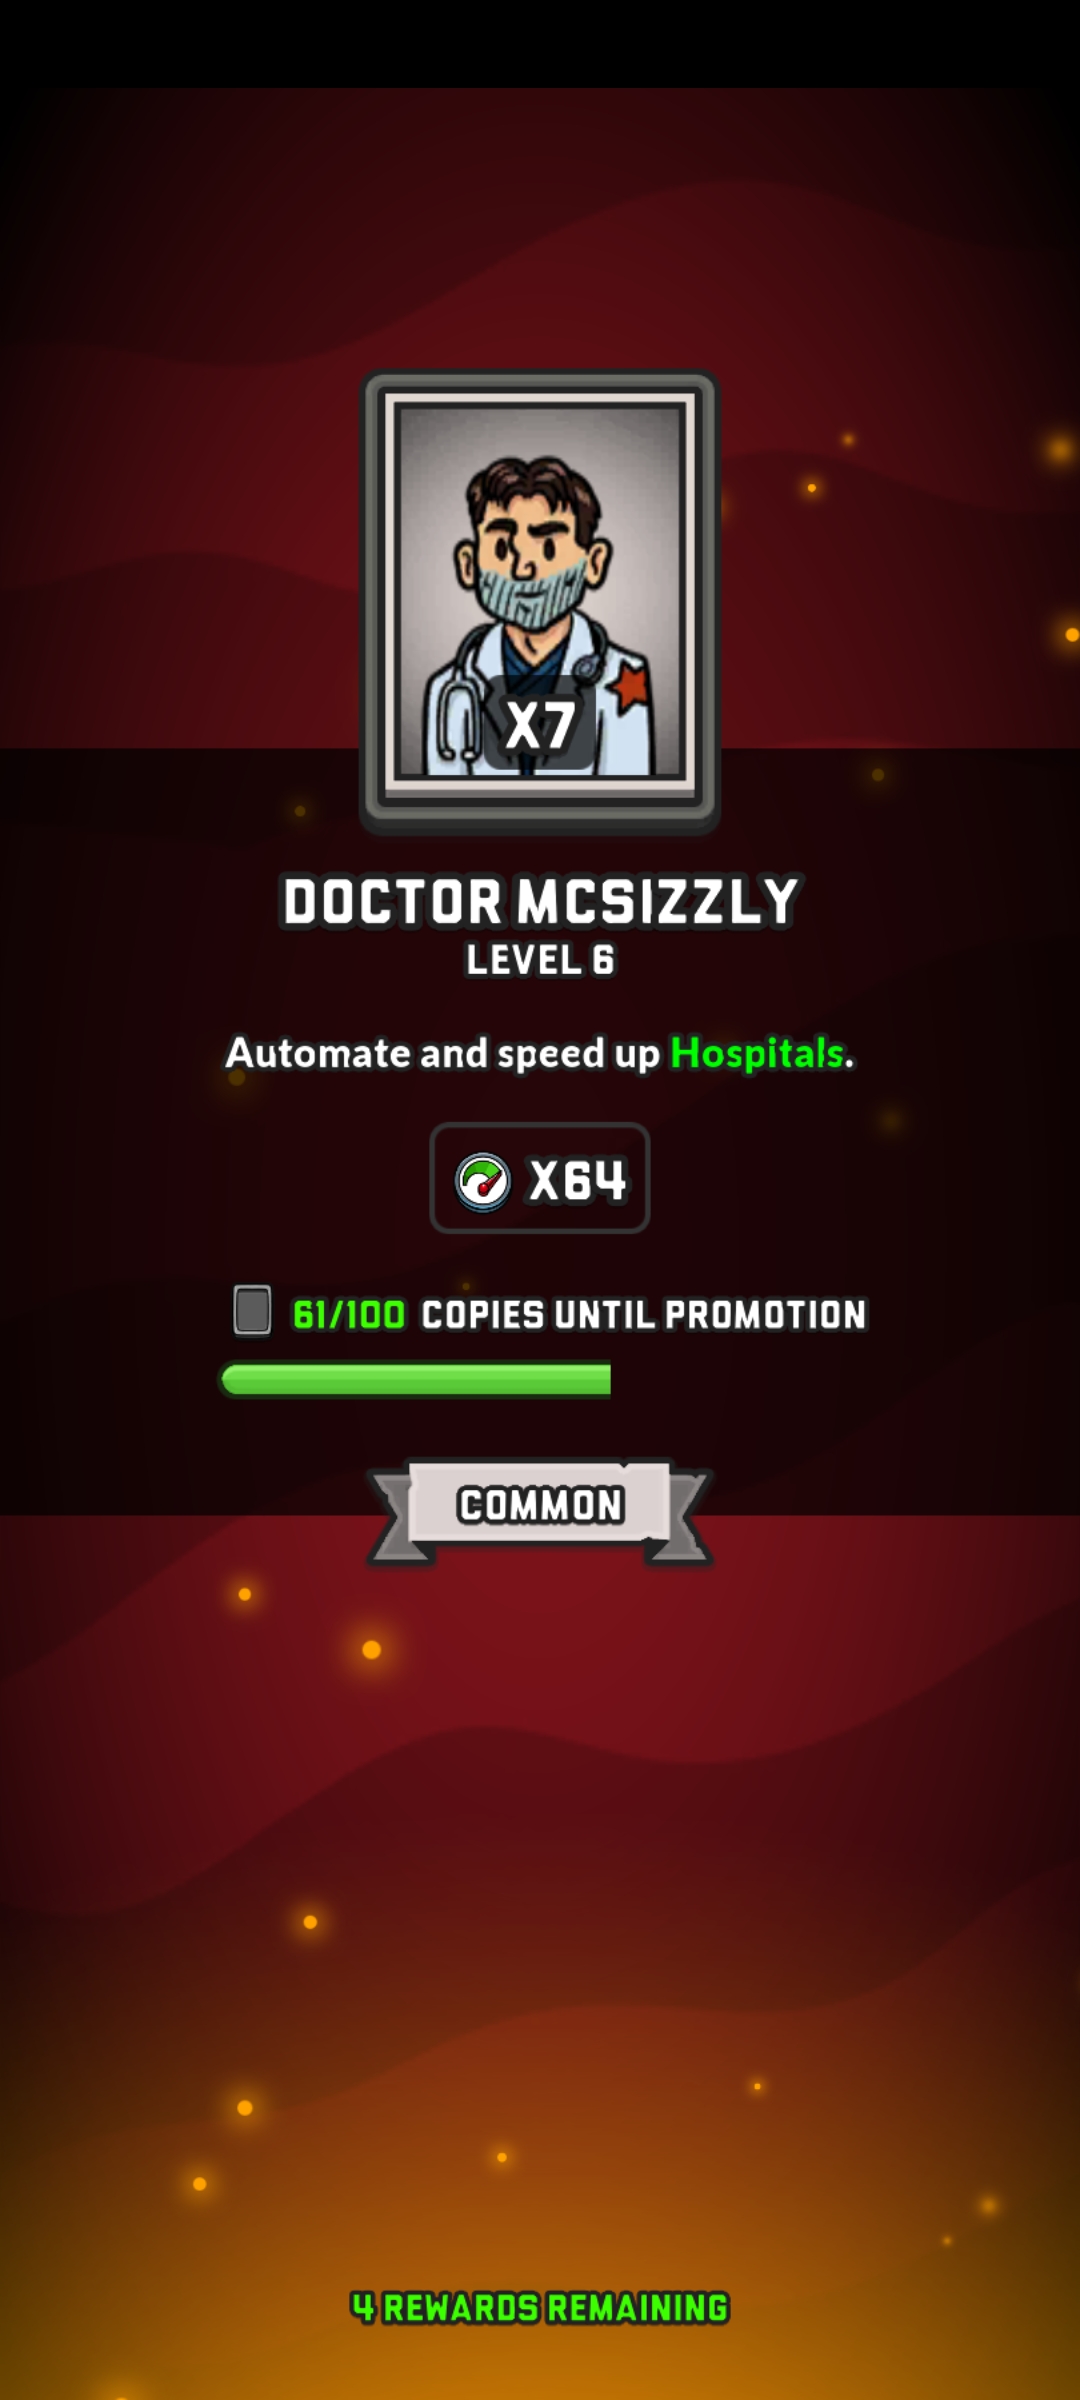 X7
DOCTOR MCSIZZLY
LEVEL 6
Automate and speed up Hospitals.
X64
61/100 COPIES UNTIL PROMOTION
COMMON
4 REWARDS REMAINING